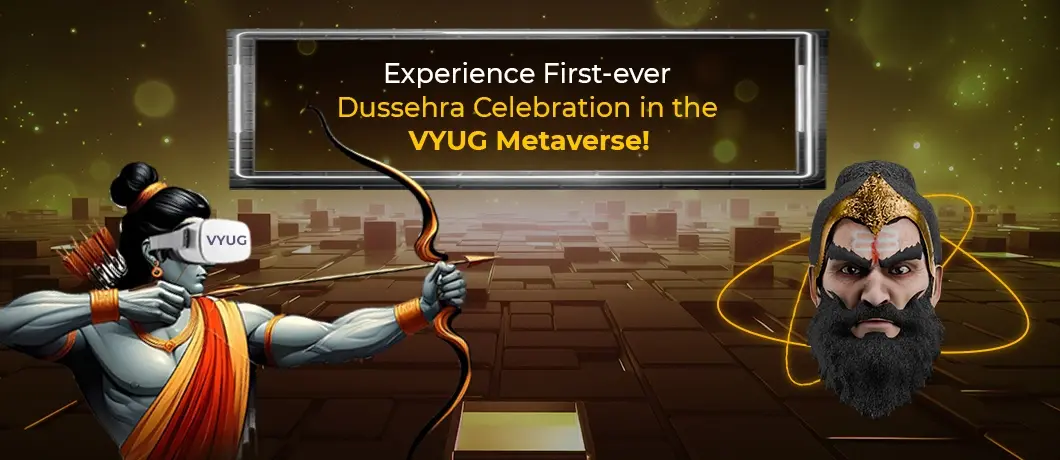 Experience First-ever
Dussehra Celebration in the
VYUG Metaverse!
VYUG